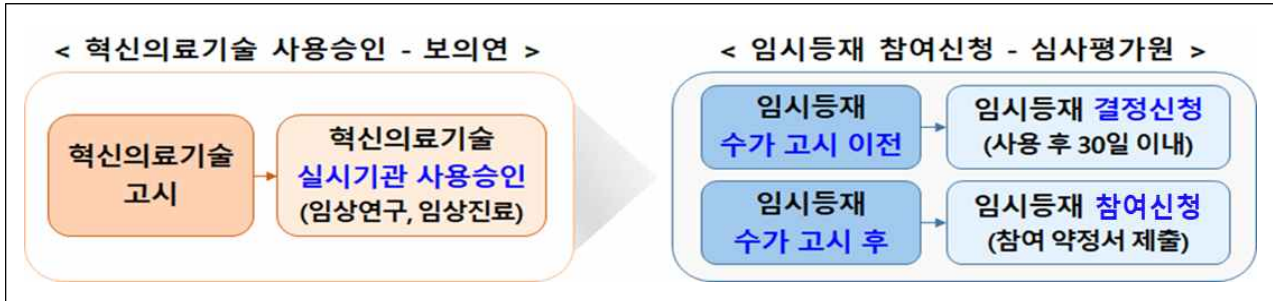 < 혁신의료기술 사용승인 - 보의연 >
혁신의료기술
고시
혁신의료기술
실시기관 사용승인
(임상연구, 임상진료)
< 임시등재 참여신청 - 심사평가원 >
임시등재
수가 고시 이전
임시등재 결정신청
(사용 후 30일 이내)
임시등재
수가 고시 후
임시등재 참여신청
(참여 약정서 제출)